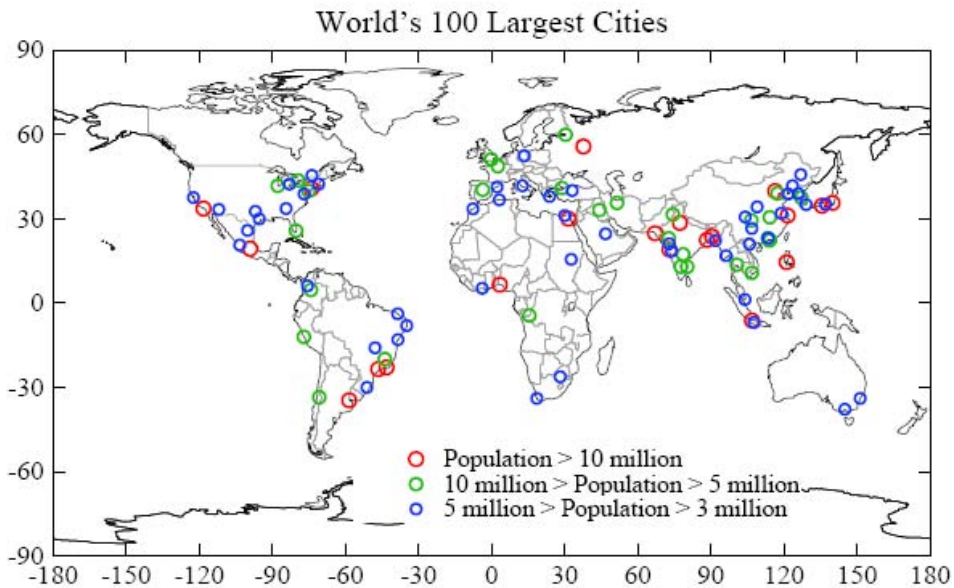 World's 100 Largest Cities
90
60
30
0
-30
-60
-90
Population > 10 million
10 million > Population > 5 million
5 million > Population > 3 million
-180 -150 -120 -90 -60 -30 0 30 60 90 120 150 180